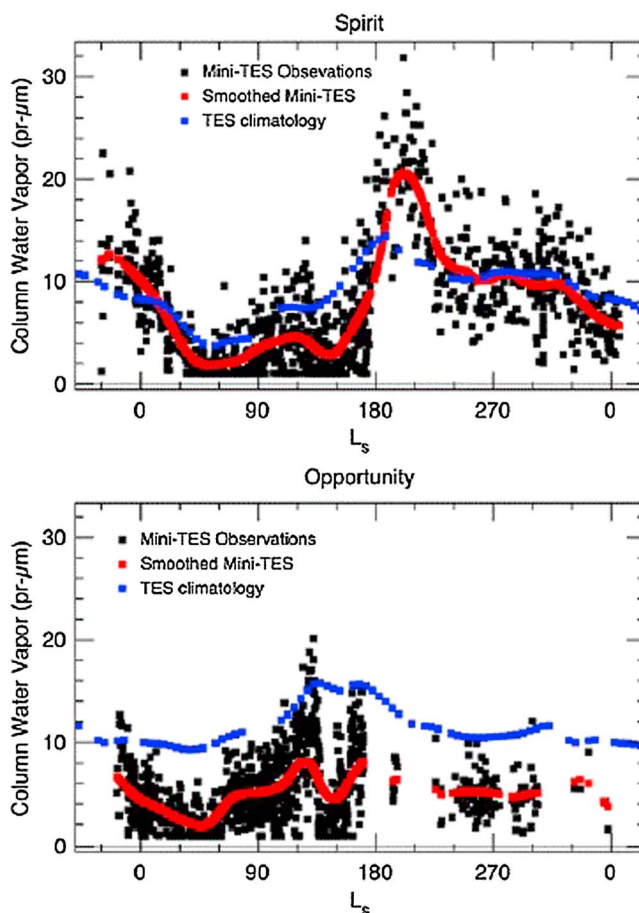 Spirit
Column Water Vapor (pr-µm)
30
20
10
0
Mini-TES Obsevations
Smoothed Mini-TES
TES climatology
0 90 180 270 0
Ls
Opportunity
Column Water Vapor (pr-µm)
30
20
10
0
Mini-TES Observations
Smoothed Mini-TES
TES climatology
0 90 180 270 0
Ls